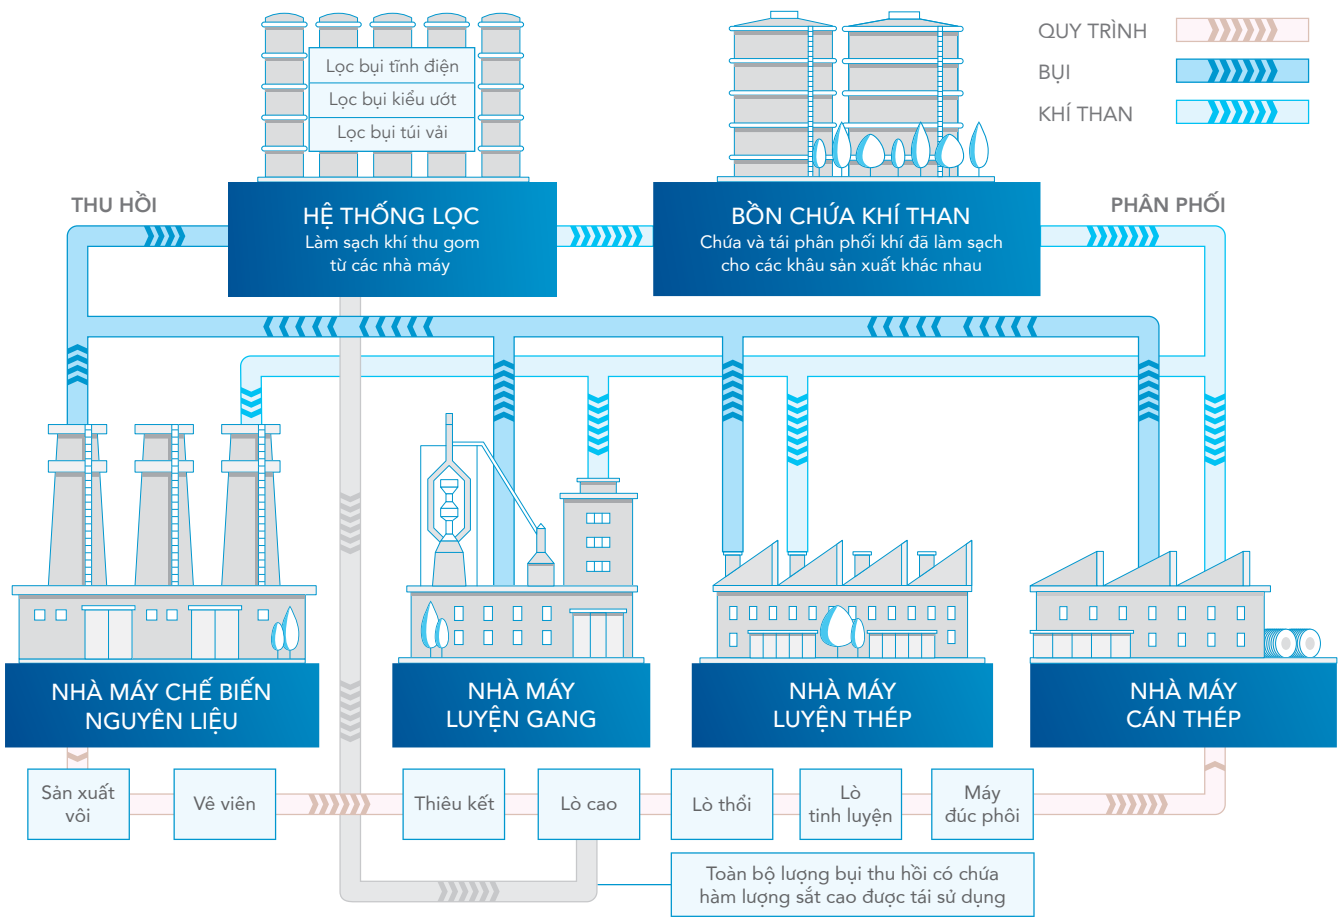 QUY TRÌNH
BỤI
KHÍ THAN
Lọc bụi tĩnh điện
Lọc bụi kiểu ướt
Lọc bụi túi vải
THU HỒI
HỆ THỐNG LỌC
Làm sạch khí thu gom
từ các nhà máy
BỒN CHỨA KHÍ THAN
Chứa và tái phân phối khí đã làm sạch
cho các khâu sản xuất khác nhau
PHÂN PHỐI
NHÀ MÁY CHẾ BIẾN
NGUYÊN LIỆU
NHÀ MÁY
LUYỆN GANG
NHÀ MÁY
LUYỆN THÉP
NHÀ MÁY
CÁN THÉP
Sản xuất
vôi
Vê viên
Thiêu kết
Lò cao
Lò thổi
Lò
tinh luyện
Máy
đúc phôi
Toàn bộ lượng bụi thu hồi có chứa
hàm lượng sắt cao được tái sử dụng